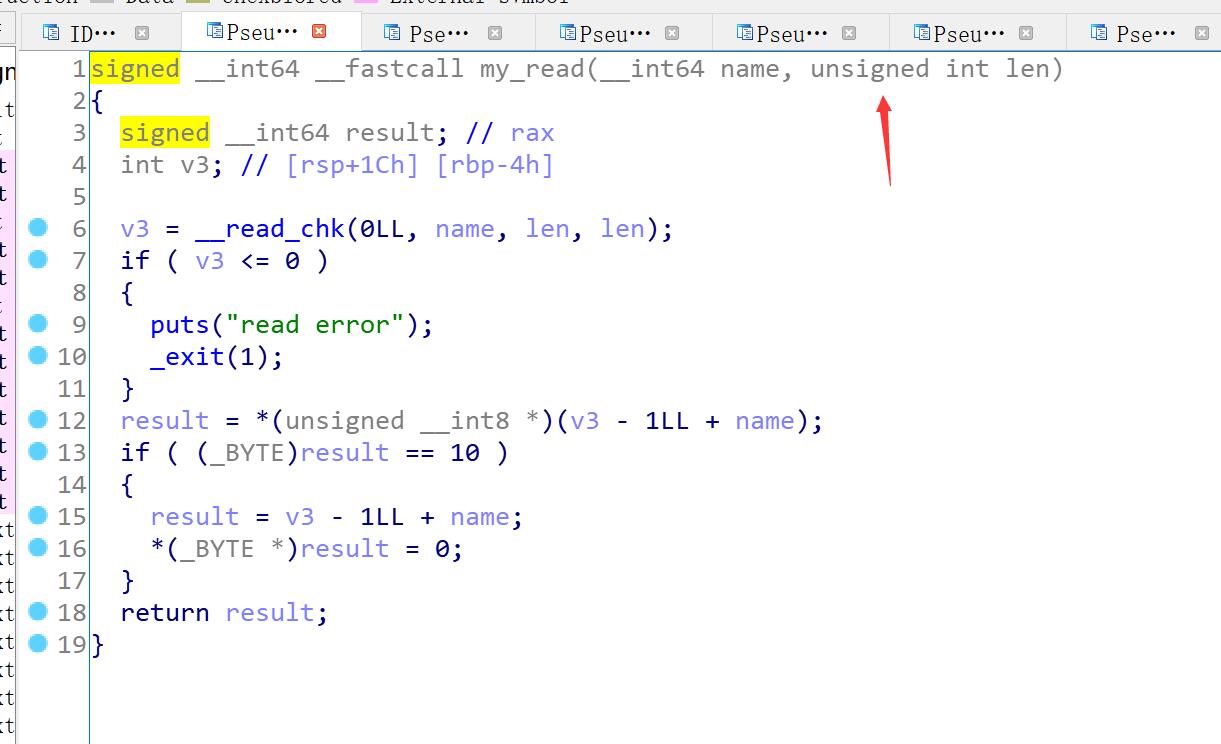 Data
External symbol
ID··· Pseu··· Pse··· Pseu··· Pseu··· Pseu··· Pse···
1 signed __int64 __fastcall my_read(__int64 name, unsigned int len)
2 {
3 signed __int64 result; // rax
4 int v3; // [rsp+1Ch] [rbp-4h]
5
6 v3 = __read_chk(0LL, name, len, len);
7 if ( v3 <= 0 )
8 {
9 puts("read error");
10 _exit(1);
11 }
12 result = *(unsigned __int8 *)(v3 - 1LL + name);
13 if ( (_BYTE)result == 10 )
14 {
15 result = v3 - 1LL + name;
16 *(_BYTE *)result = 0;
17 }
18 return result;
19 }